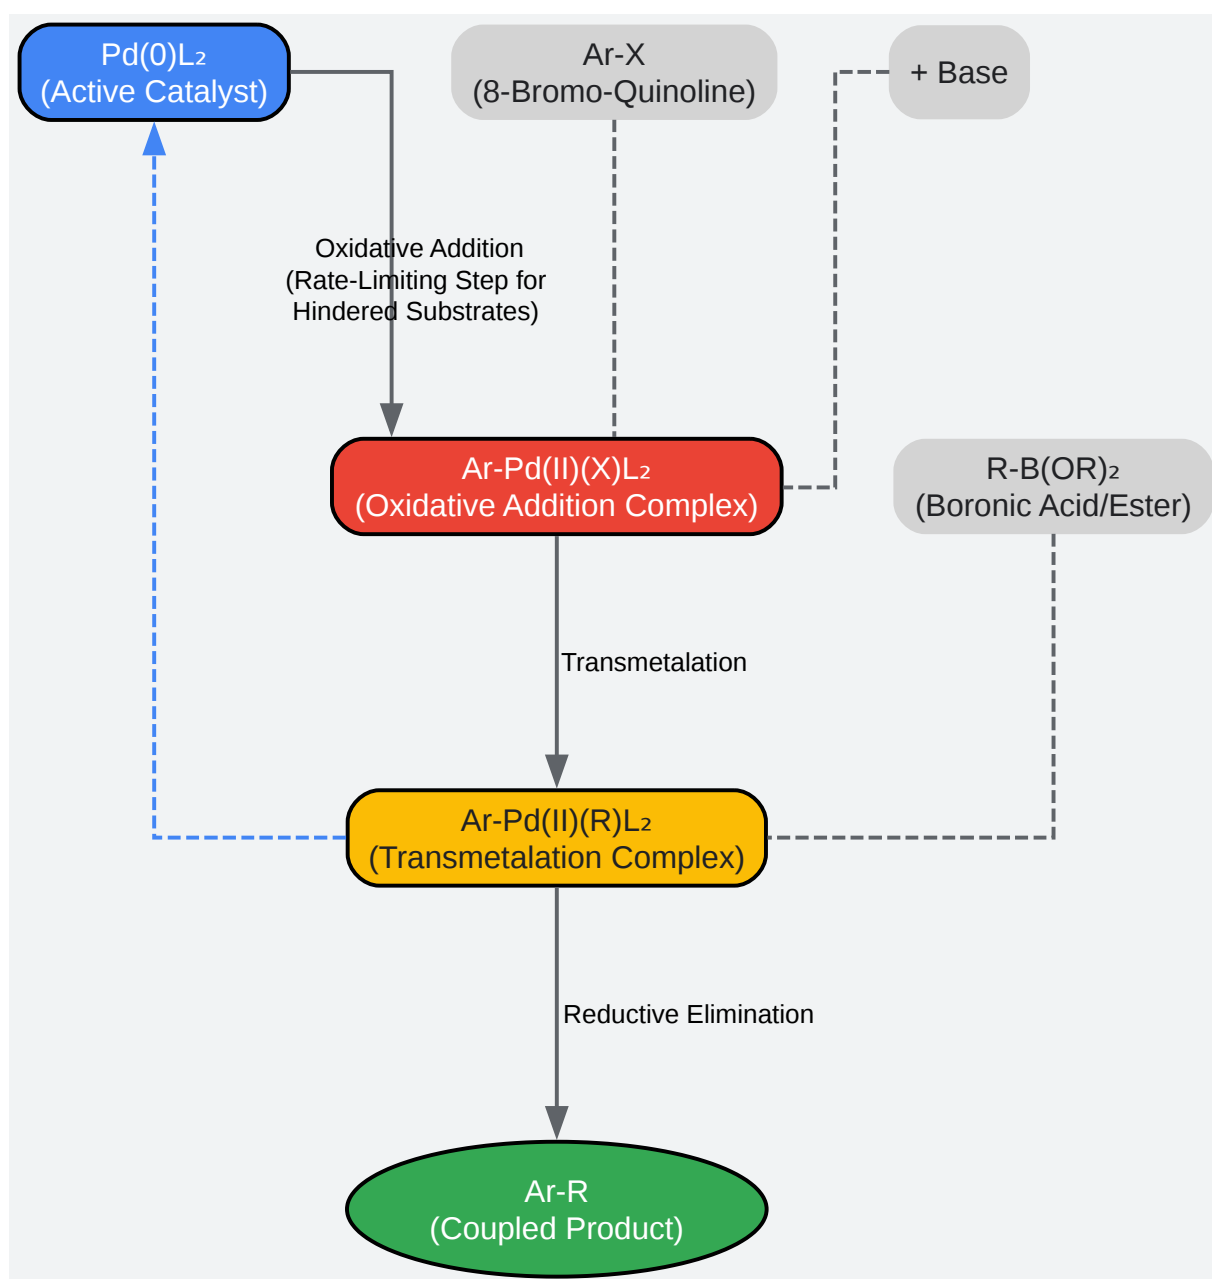 Pd(0)L₂
(Active Catalyst)
Ar-X
(8-Bromo-Quinoline)
+ Base
Oxidative Addition
(Rate-Limiting Step for
Hindered Substrates)
Ar-Pd(II)(X)L₂
(Oxidative Addition Complex)
R-B(OR)₂
(Boronic Acid/Ester)
Transmetalation
Ar-Pd(II)(R)L₂
(Transmetalation Complex)
Reductive Elimination
Ar-R
(Coupled Product)